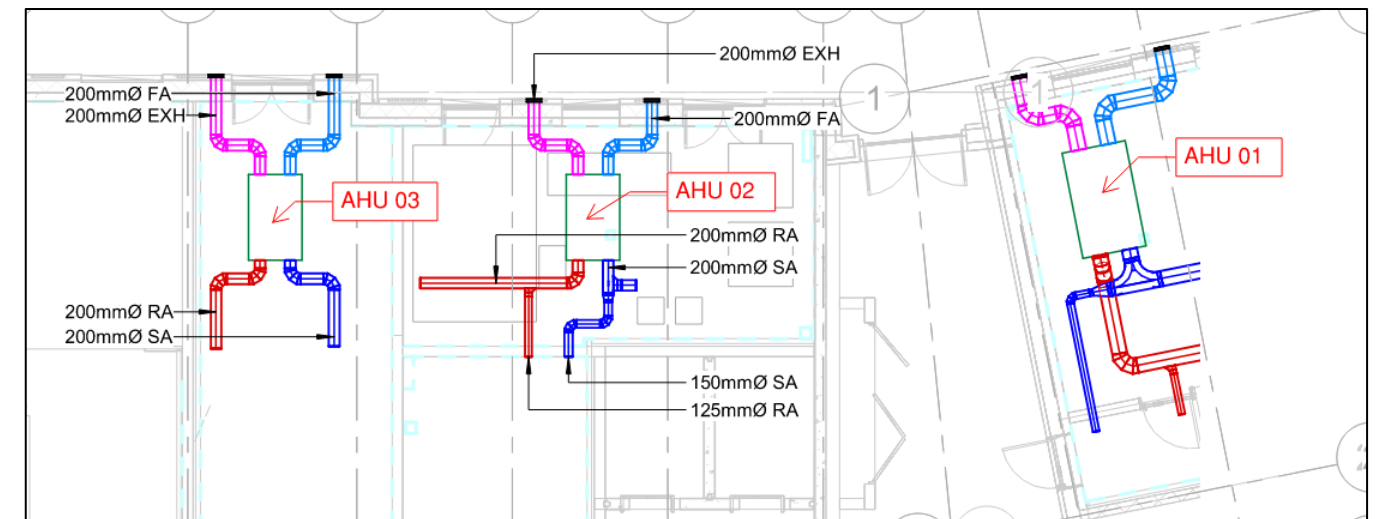 200mmØ EXH
200mmØ FA
200mmØ EXH
1
1
200mmØ FA
AHU 01
AHU 03
AHU 02
200mmØ RA
200mmØ SA
200mmØ RA
200mmØ SA
150mmØ SA
125mmØ RA